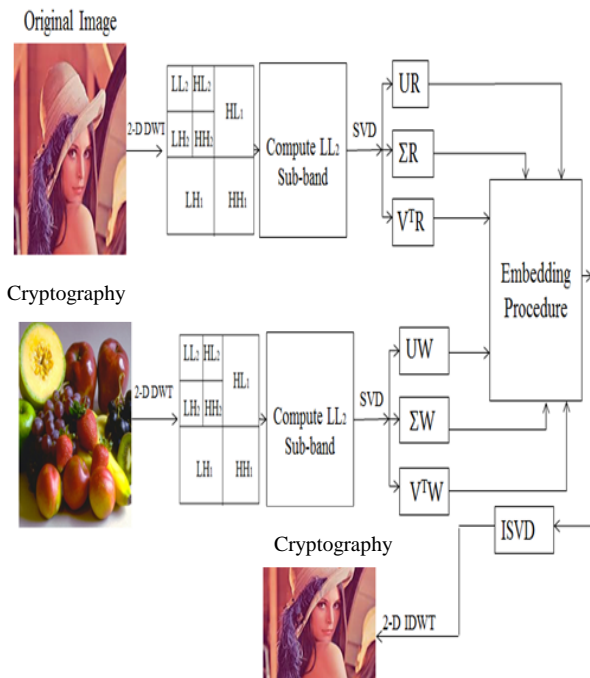 Original Image
2-D DWT
LL2 HL2
HL1
LH2 HH2
LH1 HH1
Compute LL2
Sub-band
SVD
UR
ΣR
VᵀR
Embedding
Procedure
Cryptography
2-D DWT
LL2 HL2
HL1
LH2 HH2
LH1 HH1
Compute LL2
Sub-band
SVD
UW
ΣW
VᵀW
ISVD
Cryptography
2-D IDWT